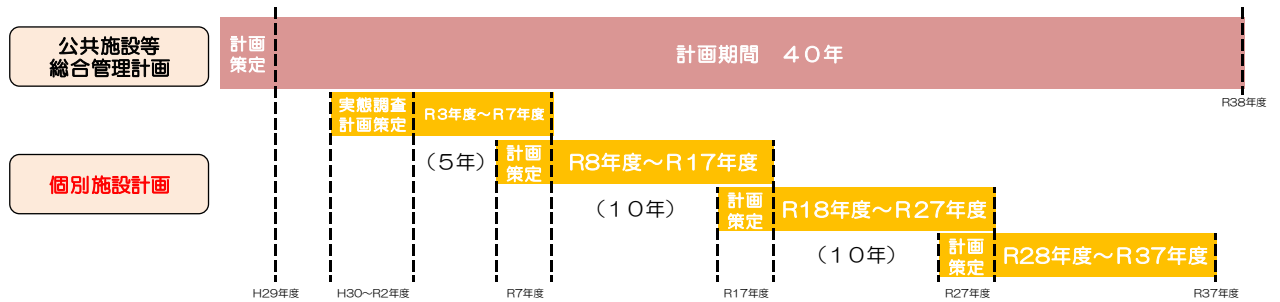 公共施設等
総合管理計画
計画
策定
計画期間　４０年
R38年度
実態調査
計画策定
R３年度～R７年度
個別施設計画
（５年）
計画
策定
R8年度～R１７年度
（１０年）
計画
策定
R18年度～R２７年度
（１０年）
計画
策定
R28年度～R３７年度
H29年度
H30～R２年度
R7年度
R17年度
R27年度
R37年度